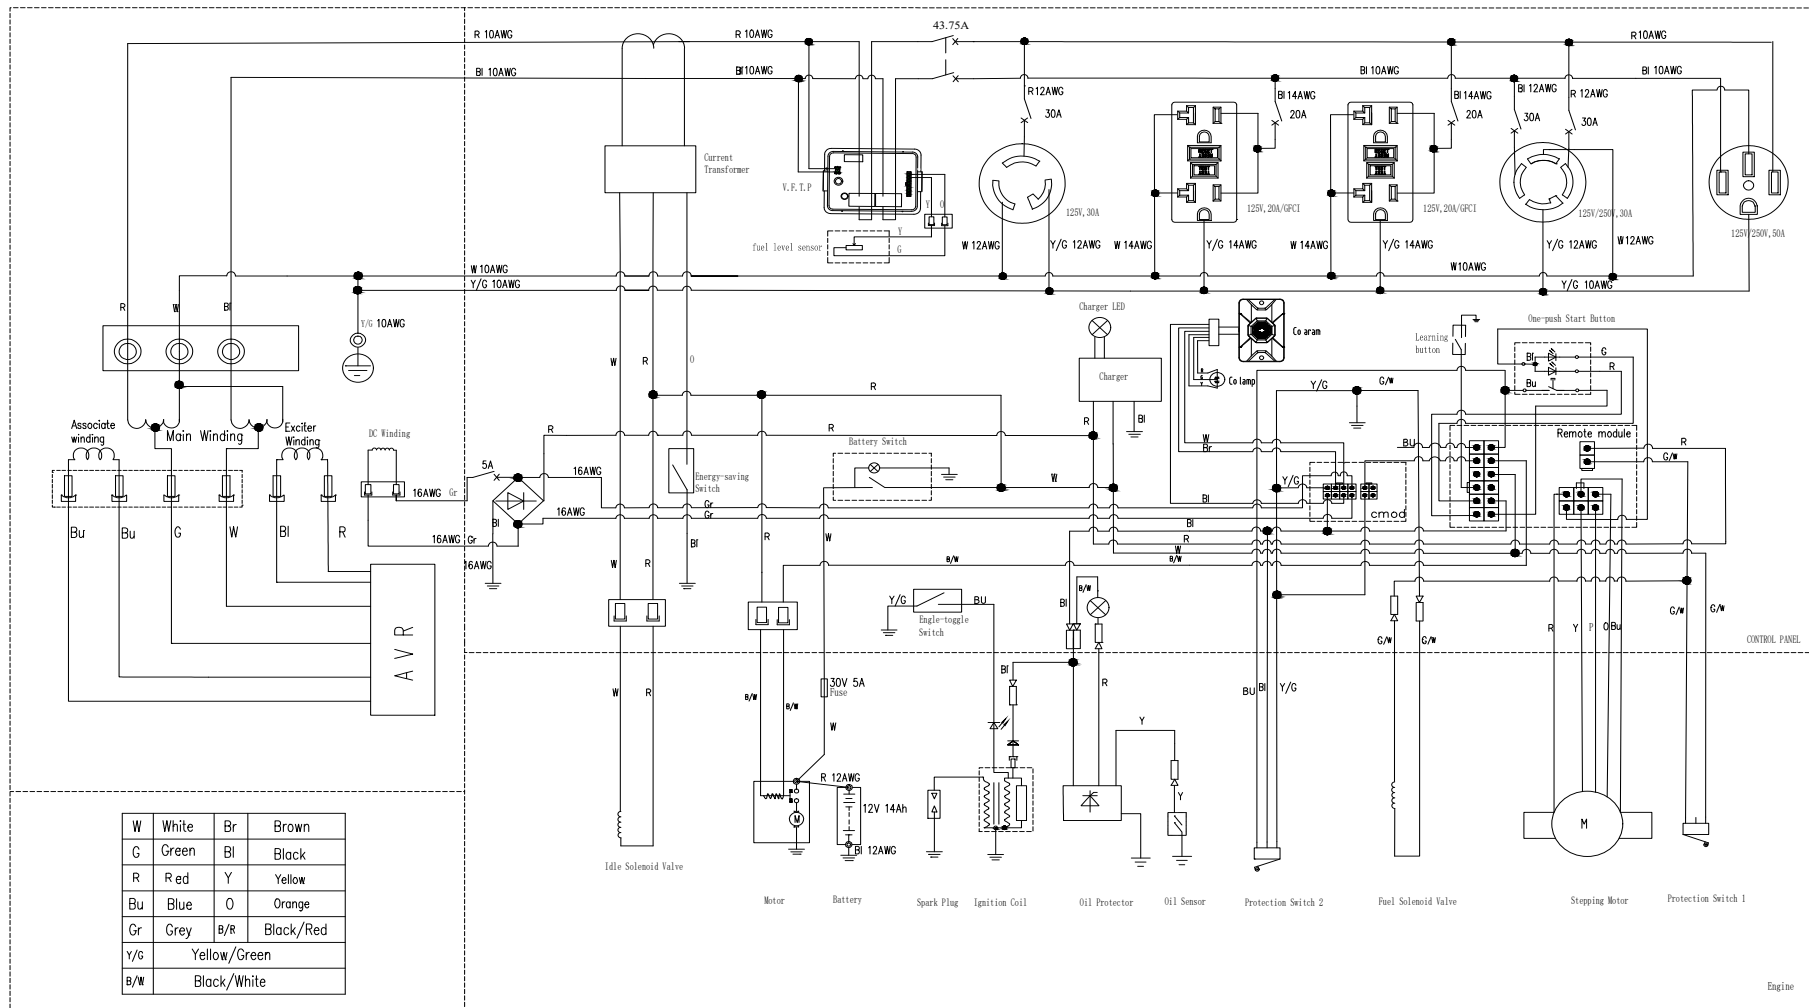 43.75A
R 10AWG
R 10AWG
R10AWG
Bl 10AWG
Bl10AWG
Bl 10AWG
Bl 10AWG
R12AWG
30A
Bl14AWG
20A
Bl14AWG
20A
Bl 12AWG
30A
R 12AWG
30A
Current
Transformer
V.F.T.P
Y
O
125V,30A
125V,20A/GFCI
125V,20A/GFCI
125V/250V,30A
125V/250V,50A
fuel level sensor
Y
G
W 12AWG
Y/G 12AWG
W 14AWG
Y/G 14AWG
W 14AWG
Y/G 14AWG
Y/G 12AWG
W12AWG
W 10AWG
W10AWG
Y/G 10AWG
Y/G 10AWG
R
W
Bl
Y/G 10AWG
Charger LED
Co aram
Learning
button
One-push Start Button
Bl
G
R
Bu
W
R
O
Charger
Co lamp
R
G
Y
R
Bl
Y/G
G/W
Associate
winding
Main Winding
Exciter
Winding
DC Winding
R
R
Battery Switch
W
Br
BU
Remote module
R
G/W
5A
16AWG
16AWG Gr
Energy-saving
Switch
W
Y/G
Bl
cmod
Bl
16AWG
Gr
Gr
Bu
Bu
G
W
Bl
R
16AWG Gr
Bl
R
W
Bl
R
W
16AWG
W
R
B/W
B/W
A V R
Y/G
BU
Engle-toggle
Switch
Bl
B/W
G/W
G/W
R
Y
P
O
Bu
G/W
G/W
CONTROL PANEL
W
R
B/W
B/W
30V 5A
Fuse
W
Bl
R
Y
BU
Bl
Y/G
R 12AWG
12V 14Ah
M
Bl 12AWG
Y
M
Idle Solenoid Valve
Motor
Battery
Spark Plug
Ignition Coil
Oil Protector
Oil Sensor
Protection Switch 2
Fuel Solenoid Valve
Stepping Motor
Protection Switch 1
W White Br Brown
G Green Bl Black
R Red Y Yellow
Bu Blue O Orange
Gr Grey B/R Black/Red
Y/G Yellow/Green
B/W Black/White
Engine